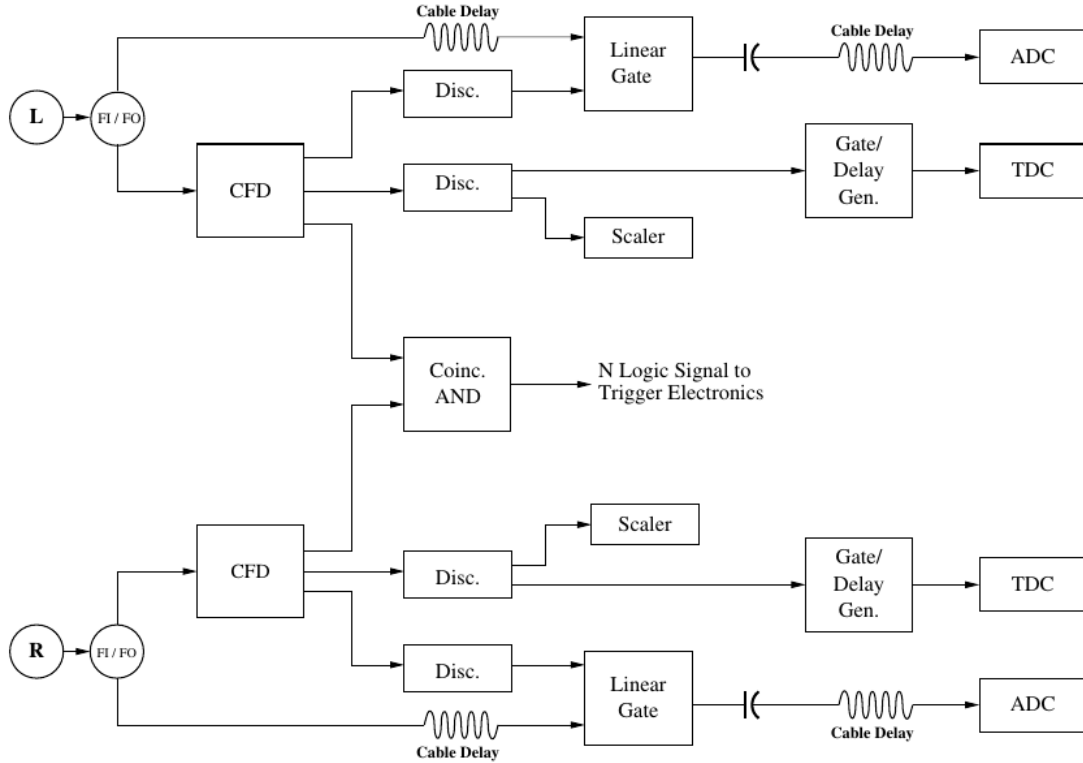 Cable Delay
Cable Delay
Linear
Gate
ADC
Disc.
L
FI / FO
Gate/
Delay
Gen.
CFD
Disc.
TDC
Scaler
Coinc.
AND
N Logic Signal to
Trigger Electronics
Scaler
CFD
Disc.
Gate/
Delay
Gen.
TDC
R
FI / FO
Disc.
Linear
Gate
ADC
Cable Delay
Cable Delay